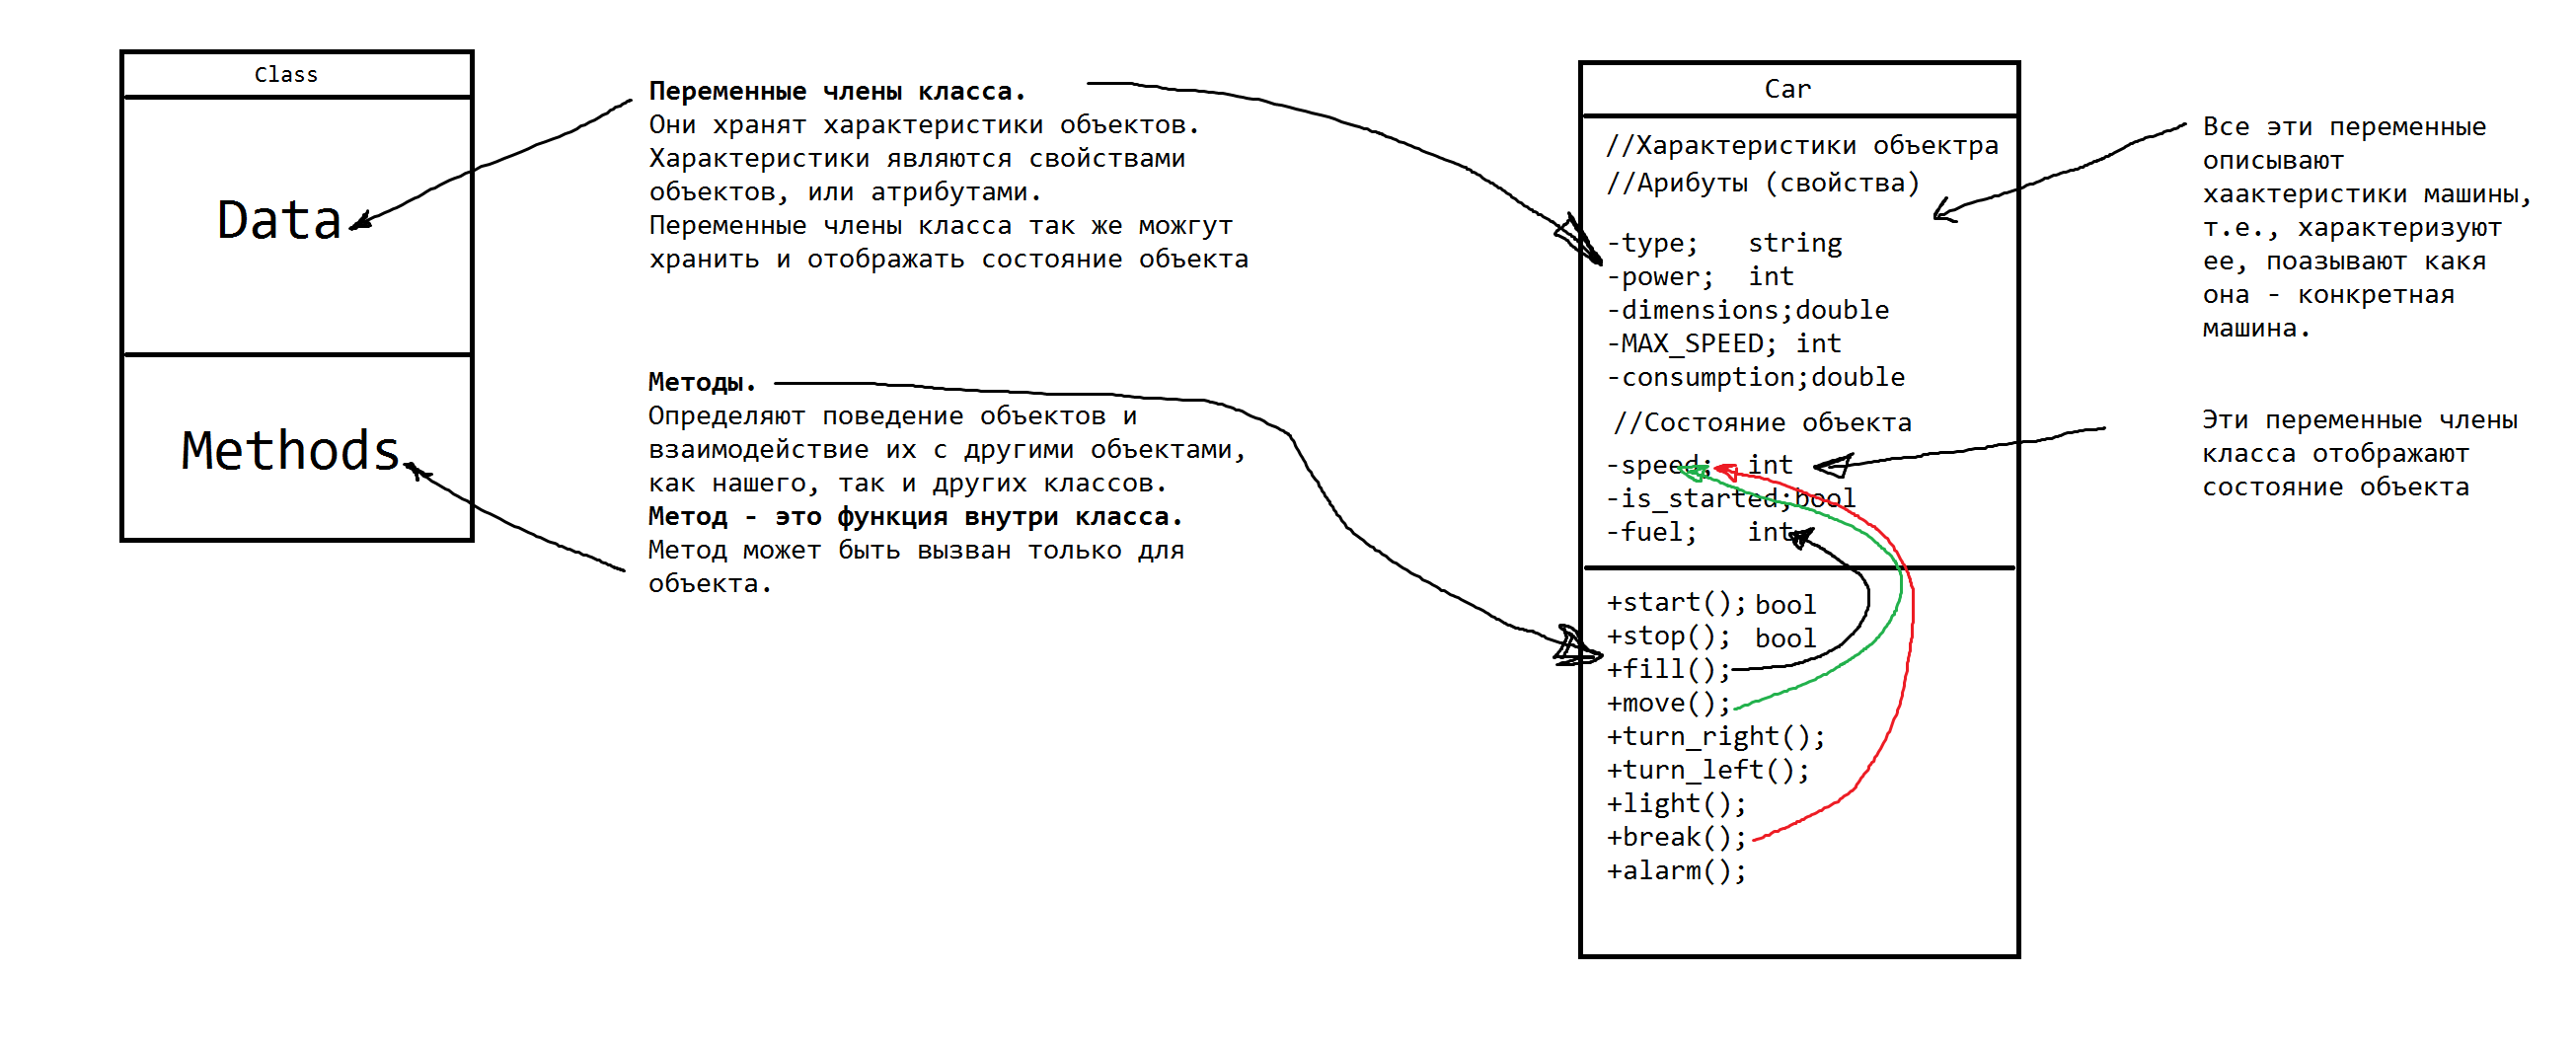 Class
Data
Methods
Переменные члены класса.
Они хранят характеристики объектов.
Характеристики являются свойствами
объектов, или атрибутами.
Переменные члены класса так же можгут
хранить и отображать состояние объекта
Методы.
Определяют поведение объектов и
взаимодействие их с другими объектами,
как нашего, так и других классов.
Метод - это функция внутри класса.
Метод может быть вызван только для
объекта.
Car
//Характеристики объектра
//Арибуты (свойства)
-type;   string
-power;  int
-dimensions;double
-MAX_SPEED; int
-consumption;double
//Состояние объекта
-speed;  int
-is_started;bool
-fuel;   int
+start(); bool
+stop();  bool
+fill();
+move();
+turn_right();
+turn_left();
+light();
+break();
+alarm();
Все эти переменные
описывают
хаактеристики машины,
т.е., характеризуют
ее, поазывают какя
она - конкретная
машина.
Эти переменные члены
класса отображают
состояние объекта